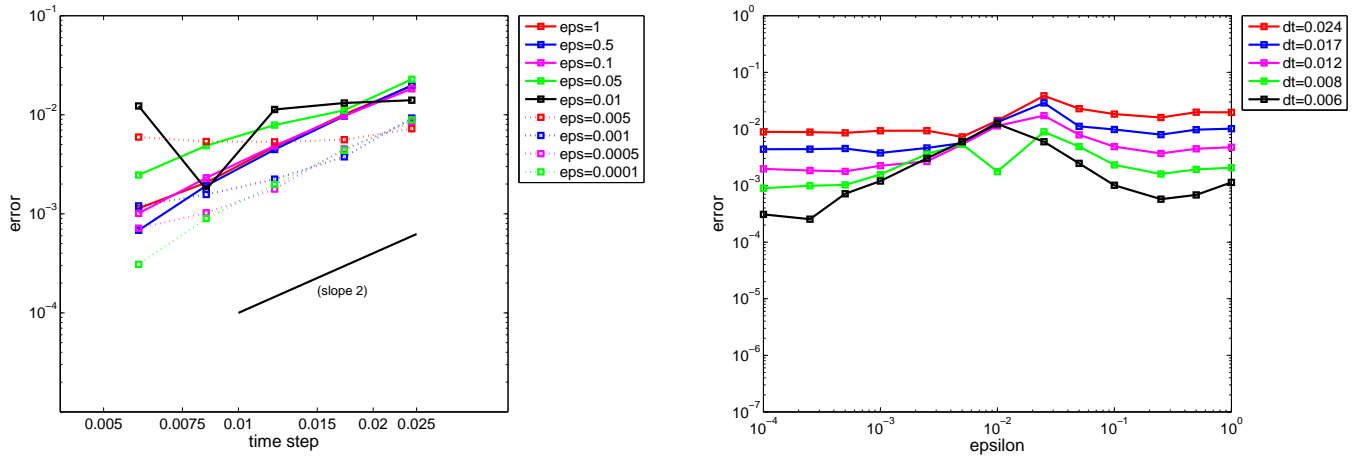 10^{-1}
10^{-2}
10^{-3}
10^{-4}
error
0.005
0.0075
0.01
0.015
0.02
0.025
time step
(slope 2)
eps=1
eps=0.5
eps=0.1
eps=0.05
eps=0.01
eps=0.005
eps=0.001
eps=0.0005
eps=0.0001
10^{0}
10^{-1}
10^{-2}
10^{-3}
10^{-4}
10^{-5}
10^{-6}
10^{-7}
error
10^{-4}
10^{-3}
10^{-2}
10^{-1}
10^{0}
epsilon
dt=0.024
dt=0.017
dt=0.012
dt=0.008
dt=0.006